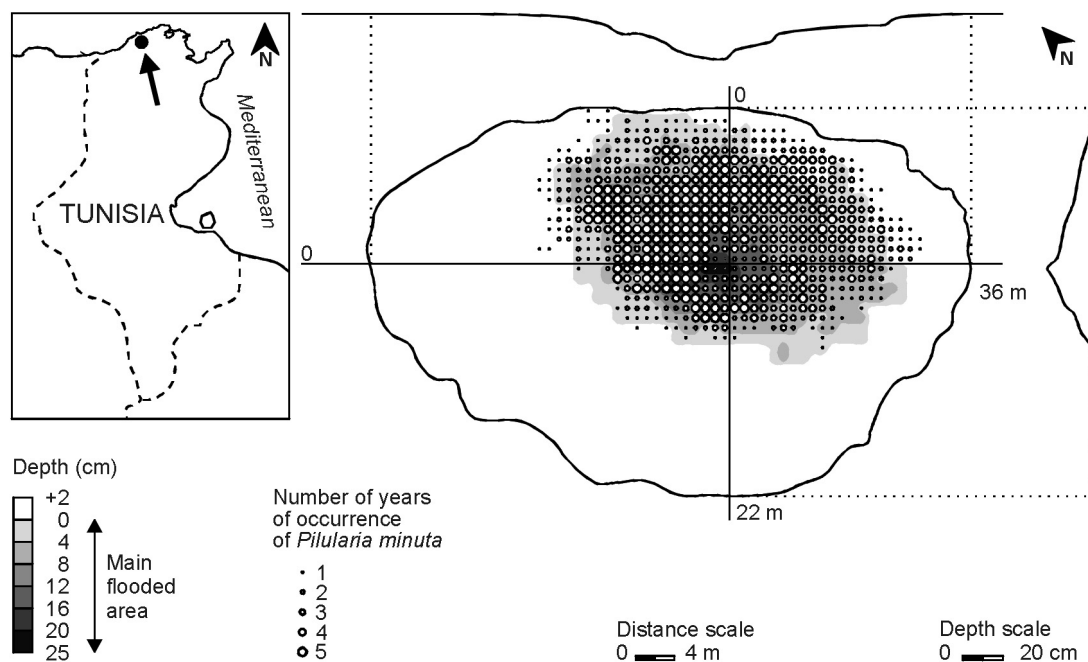 N
Mediterranean
TUNISIA
N
0
0
36 m
22 m
Depth (cm)
+2
0
4
8
12
16
20
25
Main
flooded
area
Number of years
of occurrence
of Pilularia minuta
1
2
3
4
5
Distance scale
0 4 m
Depth scale
0 20 cm